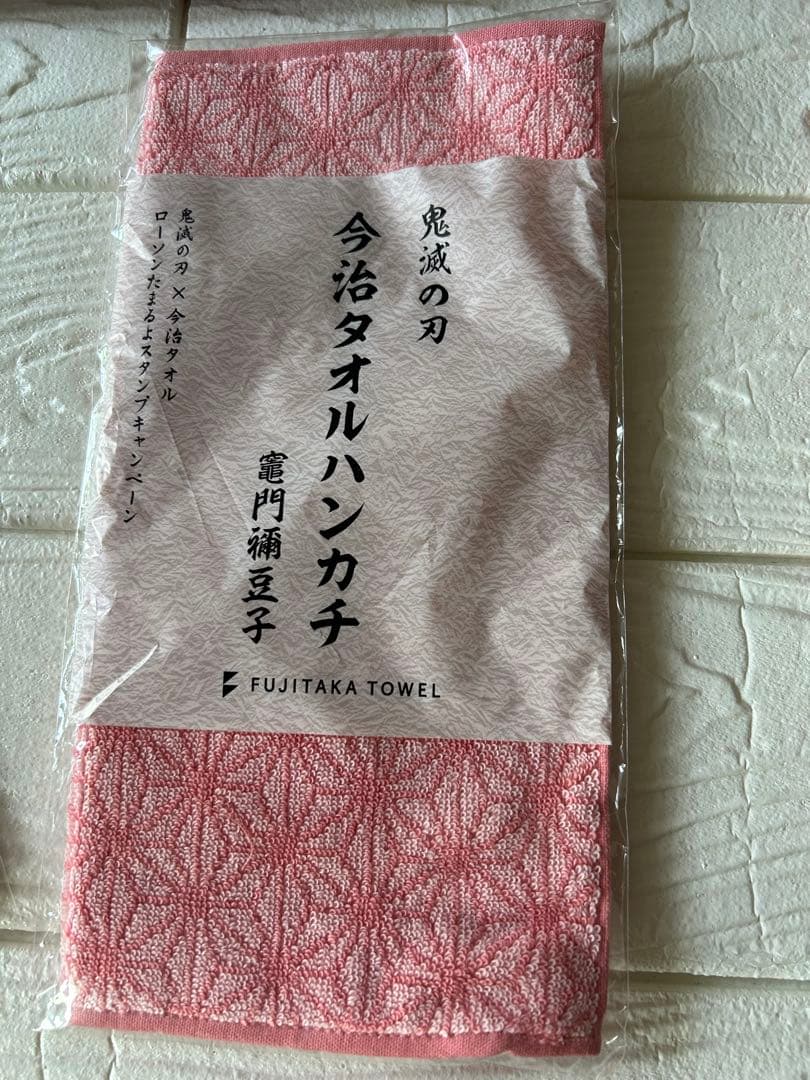 鬼滅の刃
今治タオルハンカチ
竈門禰豆子
鬼滅の刃 × 今治タオル
ローソンたまるよスタンプキャンペーン
FUJITAKA TOWEL